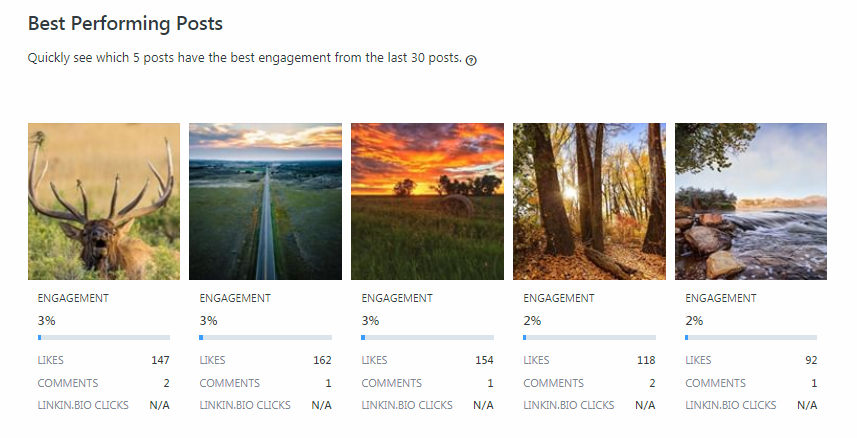 Best Performing Posts
Quickly see which 5 posts have the best engagement from the last 30 posts. ?
ENGAGEMENT ENGAGEMENT ENGAGEMENT ENGAGEMENT ENGAGEMENT
3% 3% 3% 2% 2%
LIKES 147 LIKES 162 LIKES 154 LIKES 118 LIKES 92
COMMENTS 2 COMMENTS 1 COMMENTS 1 COMMENTS 2 COMMENTS 1
LINKIN.BIO CLICKS N/A LINKIN.BIO CLICKS N/A LINKIN.BIO CLICKS N/A LINKIN.BIO CLICKS N/A LINKIN.BIO CLICKS N/A